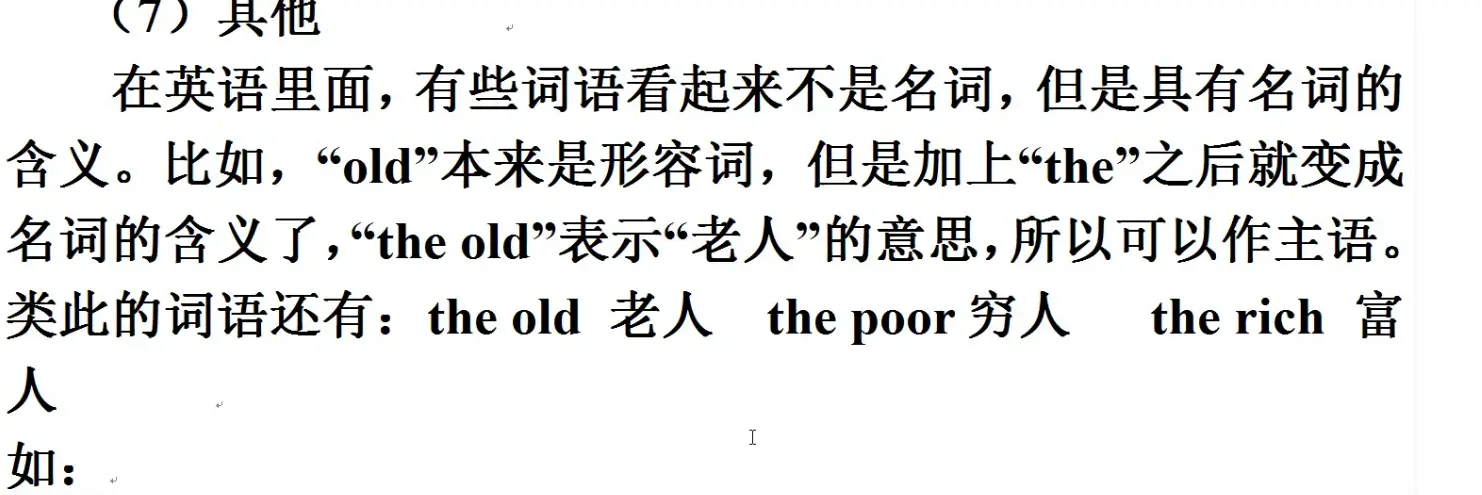 （7）其他
在英语里面，有些词语看起来不是名词，但是具有名词的
含义。比如，“old”本来是形容词，但是加上“the”之后就变成
名词的含义了，“the old”表示“老人”的意思，所以可以作主语。
类此的词语还有：the old 老人 the poor 穷人 the rich 富
人
如：